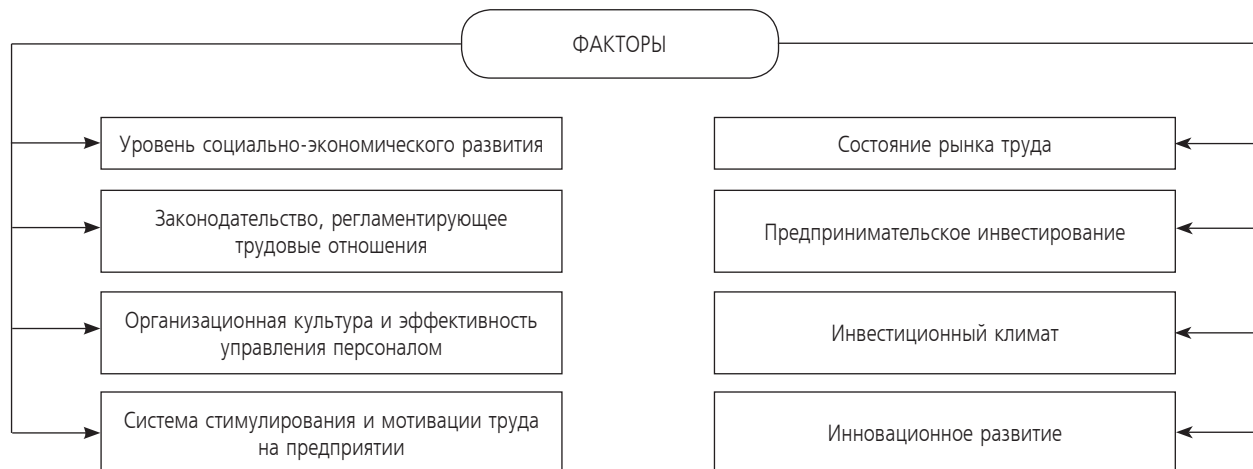 ФАКТОРЫ
Уровень социально-экономического развития
Законодательство, регламентирующее
трудовые отношения
Организационная культура и эффективность
управления персоналом
Система стимулирования и мотивации труда
на предприятии
Состояние рынка труда
Предпринимательское инвестирование
Инвестиционный климат
Инновационное развитие